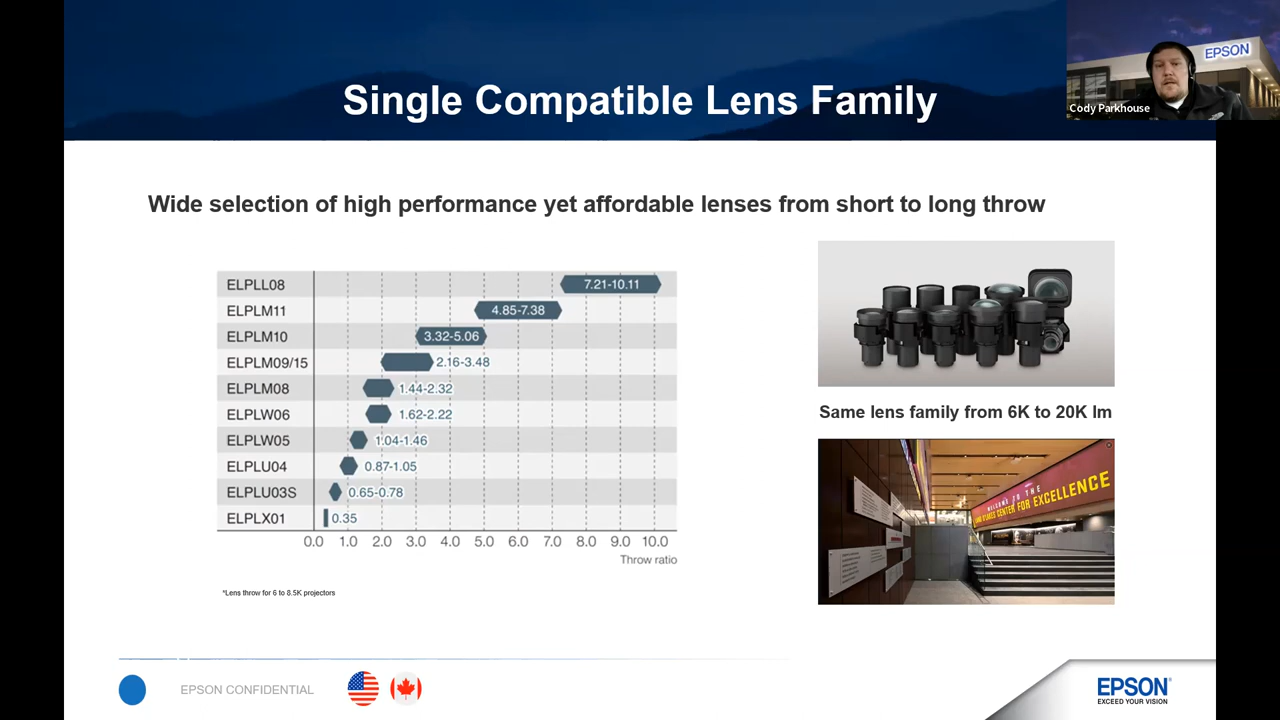 Single Compatible Lens Family
EPSON
Cody Parkhouse
Wide selection of high performance yet affordable lenses from short to long throw
ELPLL08 7.21-10.11
ELPLM11 4.85-7.38
ELPLM10 3.32-5.06
ELPLM09/15 2.16-3.48
ELPLM08 1.44-2.32
ELPLW06 1.62-2.22
ELPLW05 1.04-1.46
ELPLU04 0.87-1.05
ELPLU03S 0.65-0.78
ELPLX01 0.35
0.0 1.0 2.0 3.0 4.0 5.0 6.0 7.0 8.0 9.0 10.0
Throw ratio
*Lens throw for 6 to 8.5K projectors
Same lens family from 6K to 20K lm
WELCOME TO THE
CENTER FOR EXCELLENCE
EPSON CONFIDENTIAL
EPSON
EXCEED YOUR VISION